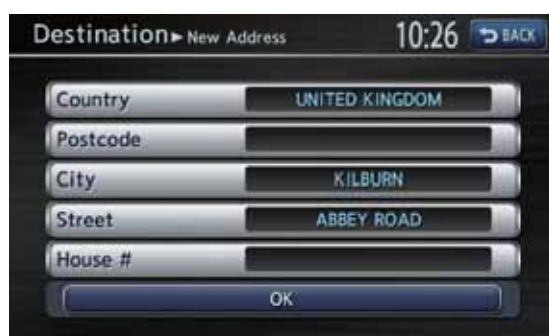 Destination► New Address 10:26 BACK
Country UNITED KINGDOM
Postcode
City KILBURN
Street ABBEY ROAD
House #
OK